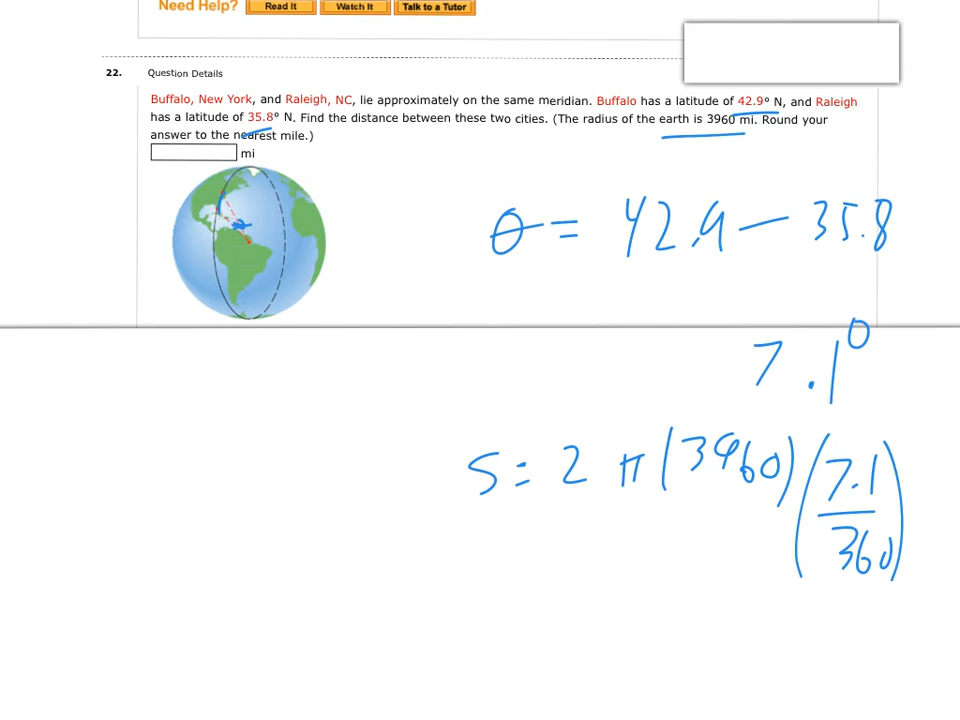 Need Help? Read It Watch It Talk to a Tutor
22. Question Details
Buffalo, New York, and Raleigh, NC, lie approximately on the same meridian. Buffalo has a latitude of 42.9° N, and Raleigh
has a latitude of 35.8° N. Find the distance between these two cities. (The radius of the earth is 3960 mi. Round your
answer to the nearest mile.)
mi
θ = 42.9 — 35.8
7.1°
S = 2 π (3960) (7.1/360)